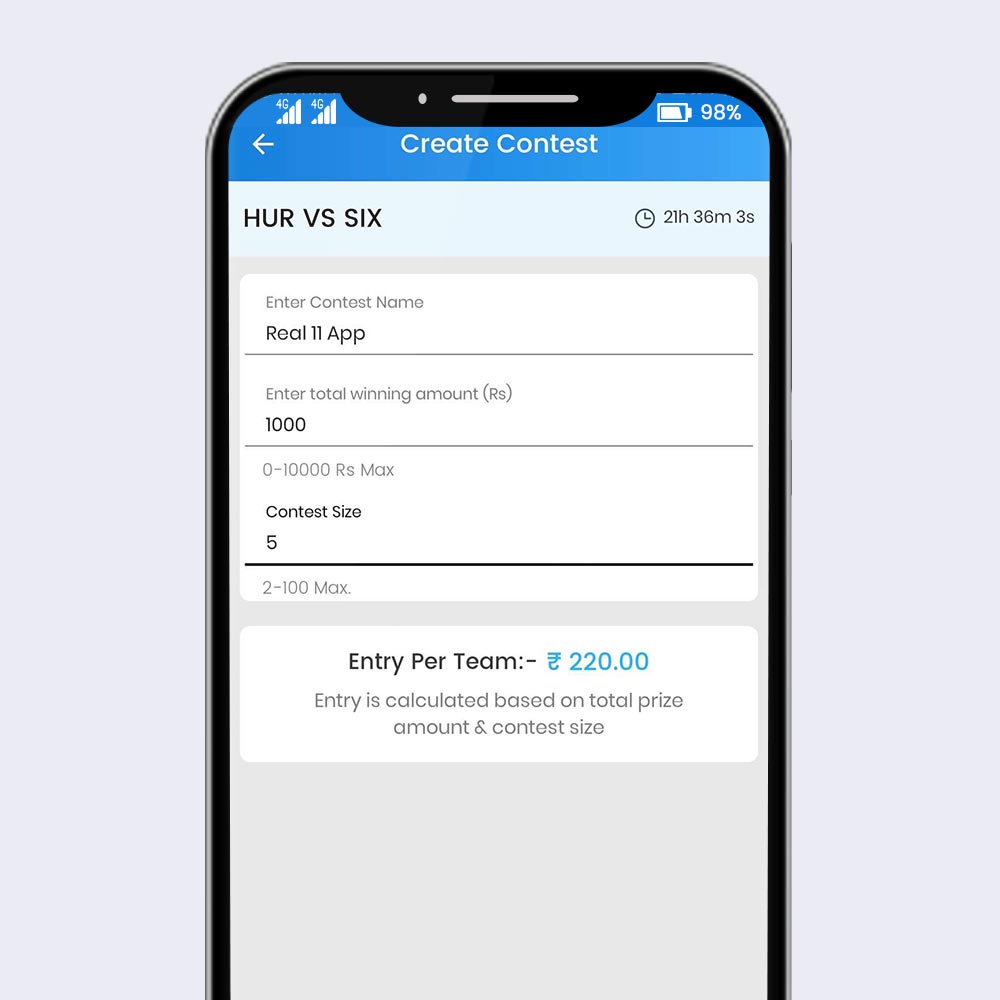 4G 4G 98%
Create Contest
HUR VS SIX 21h 36m 3s
Enter Contest Name
Real 11 App
Enter total winning amount (Rs)
1000
0-10000 Rs Max
Contest Size
5
2-100 Max.
Entry Per Team:- ₹ 220.00
Entry is calculated based on total prize
amount & contest size